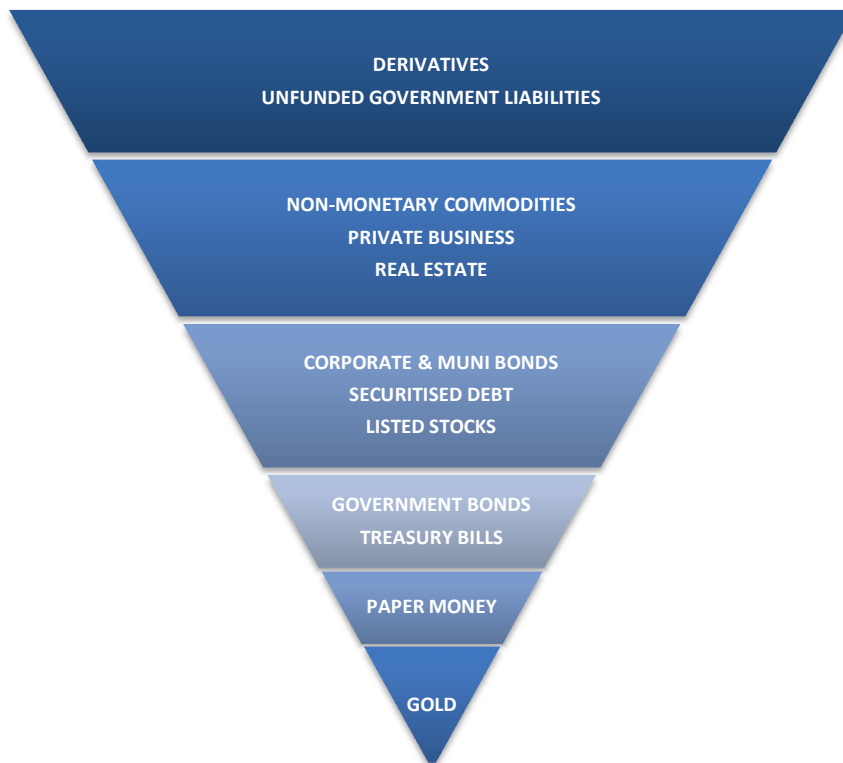 DERIVATIVES
UNFUNDED GOVERNMENT LIABILITIES
NON-MONETARY COMMODITIES
PRIVATE BUSINESS
REAL ESTATE
CORPORATE & MUNI BONDS
SECURITISED DEBT
LISTED STOCKS
GOVERNMENT BONDS
TREASURY BILLS
PAPER MONEY
GOLD